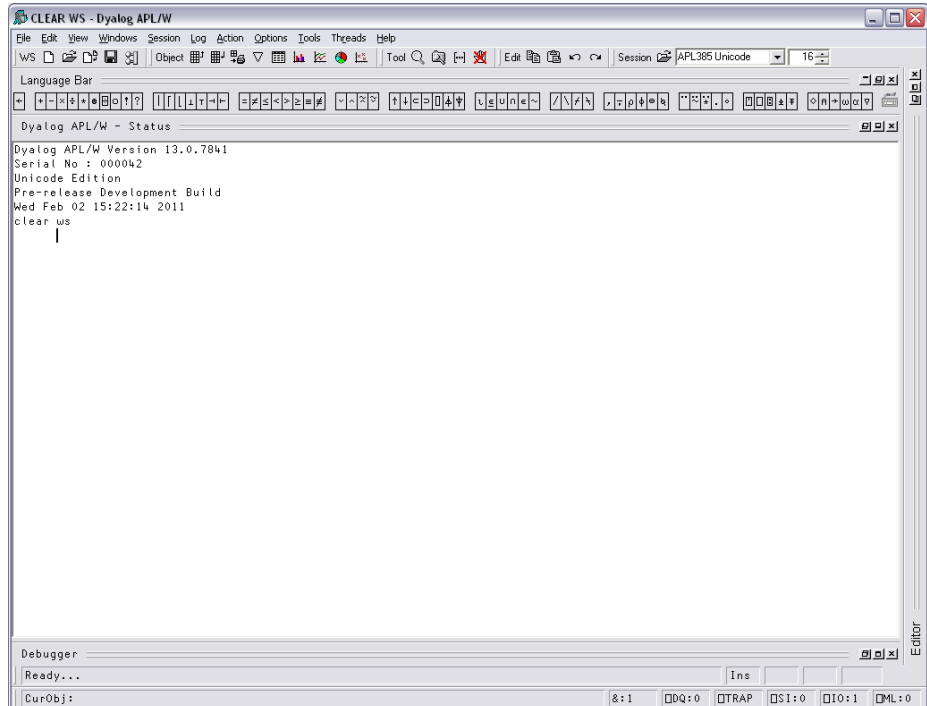 CLEAR WS - Dyalog APL/W
File Edit View Windows Session Log Action Options Tools Threads Help
WS Object Tool Edit Session APL385 Unicode 16
Language Bar
← + - × ÷ * ⍟ ⌹ ○ ! ? | ⌈ ⌊ ⊥ ⊤ ⊣ ⊢ = ≠ ≤ < > ≥ ≡ ≢ ∨ ∧ ⍲ ⍱ ↑ ↓ ⊂ ⊃ ⌷ ⍋ ⍒ ⍳ ⍷ ∪ ∩ ∊ ~ / \ ⌿ ⍀ , ⍪ ⍴ ⌽ ⊖ ⍉ ¨ ⍨ ⍣ . ∘ ⍞ ⎕ ⍠ ⍎ ⍕ ⋄ ⍝ → ⍵ ⍺ ∇
Dyalog APL/W - Status
Dyalog APL/W Version 13.0.7841
Serial No : 000042
Unicode Edition
Pre-release Development Build
Wed Feb 02 15:22:14 2011
clear ws
Editor
Debugger
Ready... Ins
CurObj: &:1 ⎕DQ:0 ⎕TRAP ⎕SI:0 ⎕IO:1 ⎕ML:0